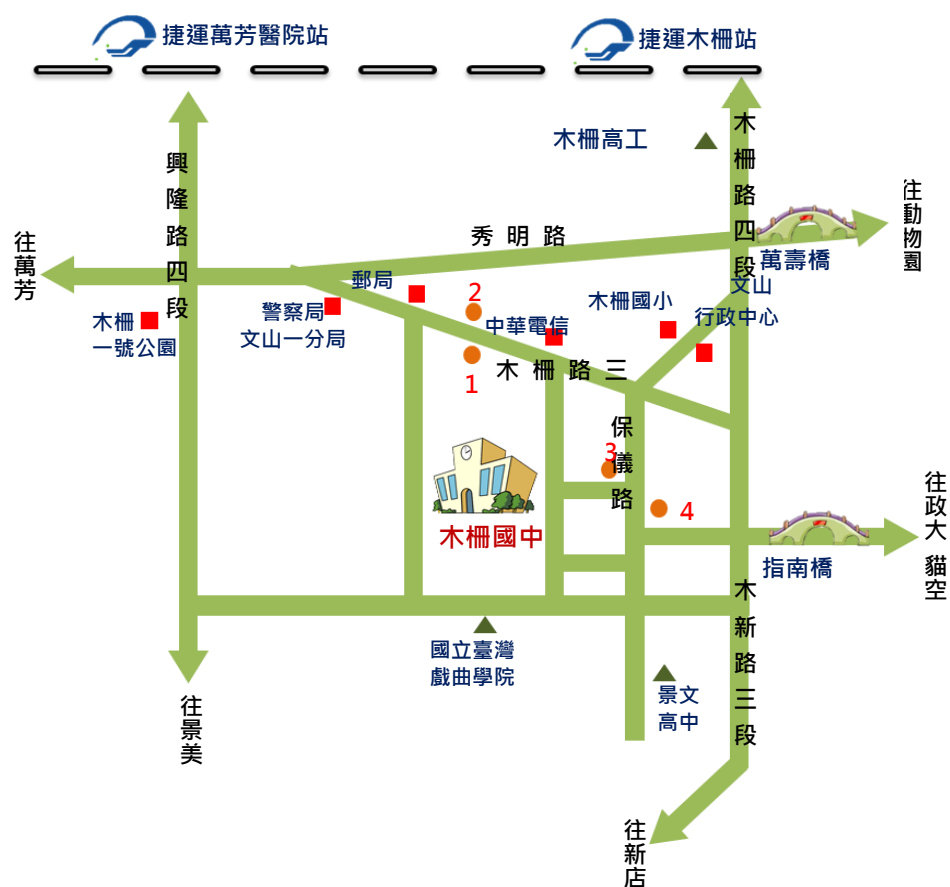 捷運萬芳醫院站
捷運木柵站
木柵高工
木柵路四段
興隆路四段
往動物園
秀明路
往萬芳
萬壽橋
郵局
文山
行政中心
2
木柵國小
警察局
文山一分局
中華電信
木柵
一號公園
1
木柵路三
保儀路
3
4
木柵國中
往政大 貓空
指南橋
木新路三段
國立臺灣
戲曲學院
景文
高中
往景美
往新店